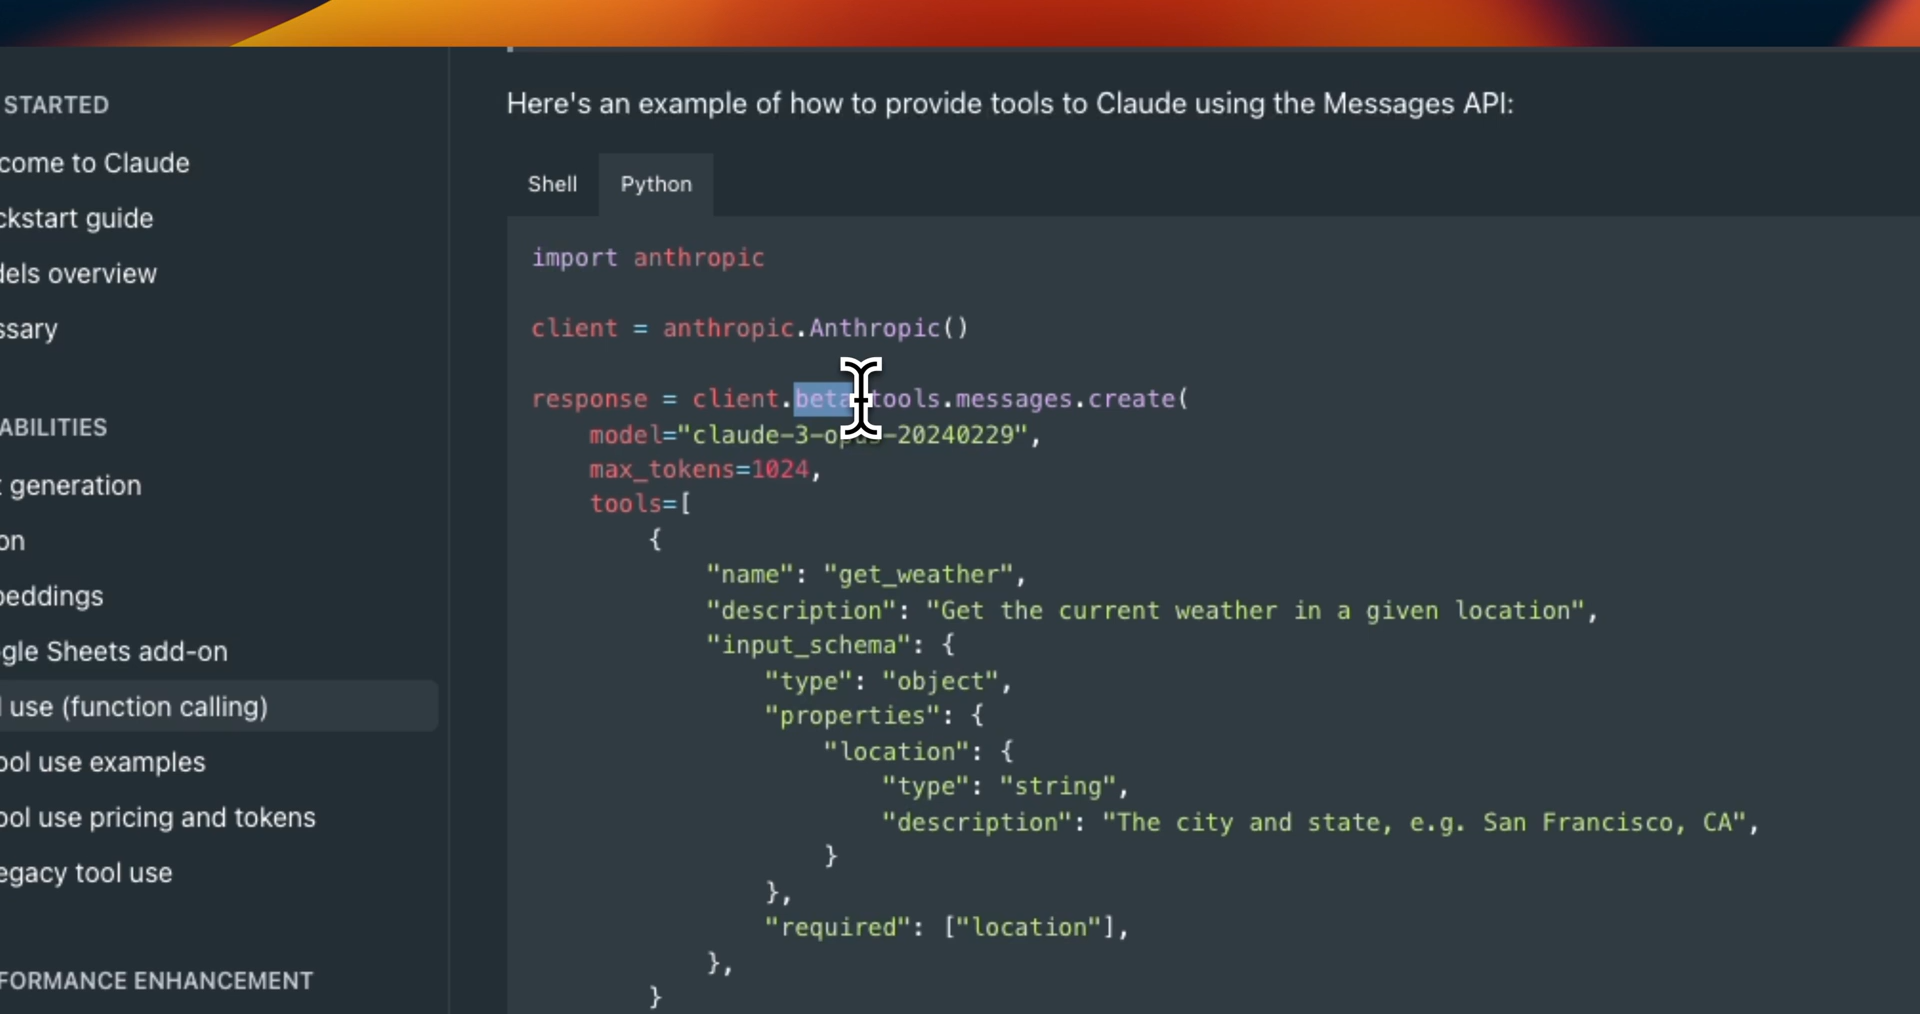 Here's an example of how to provide tools to Claude using the Messages API:
STARTED
come to Claude
ckstart guide
dels overview
ssary
ABILITIES
t generation
on
beddings
gle Sheets add-on
l use (function calling)
ool use examples
ool use pricing and tokens
egacy tool use
FORMANCE ENHANCEMENT
Shell Python
import anthropic
client = anthropic.Anthropic()
response = client.beta.tools.messages.create(
model="claude-3-opus-20240229",
max_tokens=1024,
tools=[
{
"name": "get_weather",
"description": "Get the current weather in a given location",
"input_schema": {
"type": "object",
"properties": {
"location": {
"type": "string",
"description": "The city and state, e.g. San Francisco, CA",
}
},
"required": ["location"],
},
}